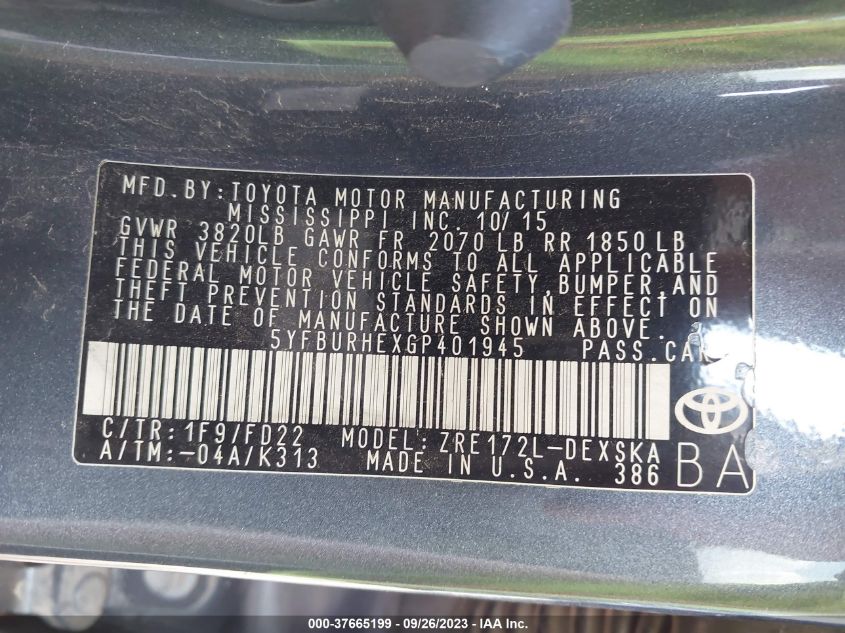 MFD.BY:TOYOTA MOTOR MANUFACTURING
MISSISSIPPI INC. 10/15
GVWR 3820LB GAWR FR 2070 LB RR 1850 LB
THIS VEHICLE CONFORMS TO ALL APPLICABLE
FEDERAL MOTOR VEHICLE SAFETY,BUMPER,AND
THEFT PREVENTION STANDARDS IN EFFECT ON
THE DATE OF MANUFACTURE SHOWN ABOVE.
5YFBURHEXGP401945 PASS.CAR
C/TR:1F9/FD22 MODEL:ZRE172L-DEXSKA
A/TM:-04A/K313 MADE IN U.S.A. 386
BA
000-37665199 / 09/26/2023 - IAA Inc.